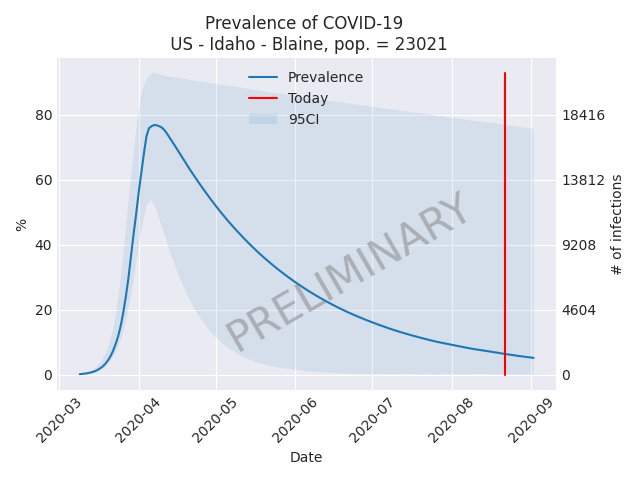 Prevalence of COVID-19
US - Idaho - Blaine, pop. = 23021
Prevalence
Today
95CI
80
60
40
20
0
18416
13812
9208
4604
0
%
# of infections
PRELIMINARY
2020-03
2020-04
2020-05
2020-06
2020-07
2020-08
2020-09
Date